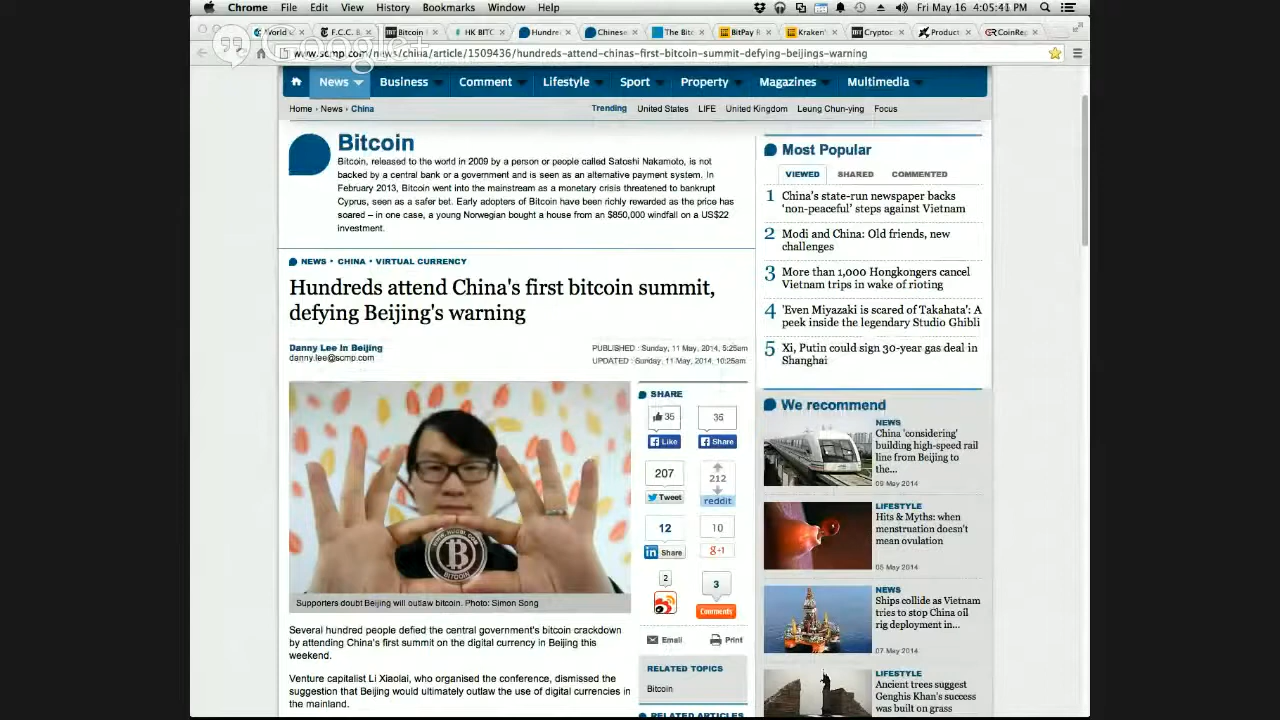 Chrome File Edit View History Bookmarks Window Help
Fri May 16 4:05:41 PM
World
F.C.C. B
Bitcoin
HK BITC
Hundre
Chinese
The Bitc
BitPay R
Kraken'
Cryptoc
Product
CoinRe
Google+
www.scmp.com/news/china/article/1509436/hundreds-attend-chinas-first-bitcoin-summit-defying-beijings-warning
News Business Comment Lifestyle Sport Property Magazines Multimedia
Home › News › China
Trending United States LIFE United Kingdom Leung Chun-ying Focus
Bitcoin
Bitcoin, released to the world in 2009 by a person or people called Satoshi Nakamoto, is not
backed by a central bank or a government and is seen as an alternative payment system. In
February 2013, Bitcoin went into the mainstream as a monetary crisis threatened to bankrupt
Cyprus, seen as a safer bet. Early adopters of Bitcoin have been richly rewarded as the price has
soared – in one case, a young Norwegian bought a house from an $850,000 windfall on a US22
investment.
NEWS • CHINA • VIRTUAL CURRENCY
Hundreds attend China's first bitcoin summit,
defying Beijing's warning
Danny Lee in Beijing
danny.lee@scmp.com
PUBLISHED : Sunday, 11 May, 2014, 5:25am
UPDATED : Sunday, 11 May, 2014, 10:25am
BITCOIN
Supporters doubt Beijing will outlaw bitcoin. Photo: Simon Song
Several hundred people defied the central government's bitcoin crackdown
by attending China's first summit on the digital currency in Beijing this
weekend.
Venture capitalist Li Xiaolai, who organised the conference, dismissed the
suggestion that Beijing would ultimately outlaw the use of digital currencies in
the mainland.
SHARE
35 36
Like Share
207 212
Tweet reddit
12 10
Share g+1
2 3
Comments
Email Print
RELATED TOPICS
Bitcoin
RELATED ARTICLES
Most Popular
VIEWED SHARED COMMENTED
1 China's state-run newspaper backs
'non-peaceful' steps against Vietnam
2 Modi and China: Old friends, new
challenges
3 More than 1,000 Hongkongers cancel
Vietnam trips in wake of rioting
4 'Even Miyazaki is scared of Takahata': A
peek inside the legendary Studio Ghibli
5 Xi, Putin could sign 30-year gas deal in
Shanghai
We recommend
NEWS
China 'considering'
building high-speed rail
line from Beijing to
the...
09 May 2014
LIFESTYLE
Hits & Myths: when
menstruation doesn't
mean ovulation
05 May 2014
NEWS
Ships collide as Vietnam
tries to stop China oil
rig deployment in...
07 May 2014
LIFESTYLE
Ancient trees suggest
Genghis Khan's success
was built on grass